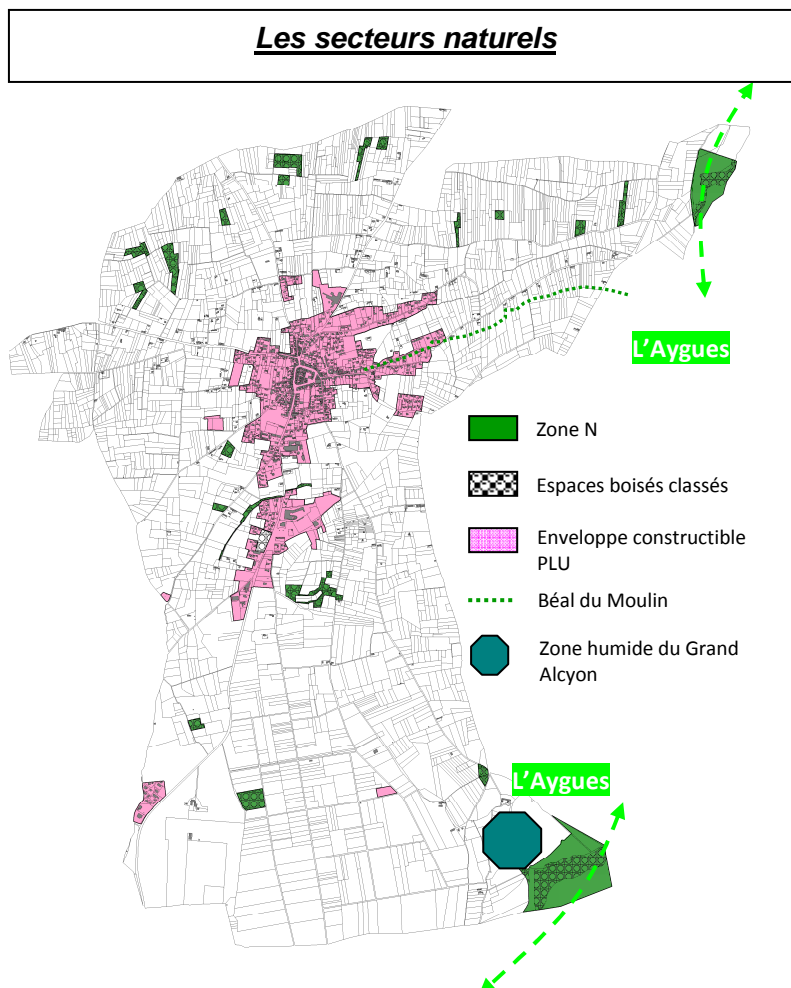 Les secteurs naturels
L'Aygues
Zone N
Espaces boisés classés
Enveloppe constructible
PLU
Béal du Moulin
Zone humide du Grand
Alcyon
L'Aygues